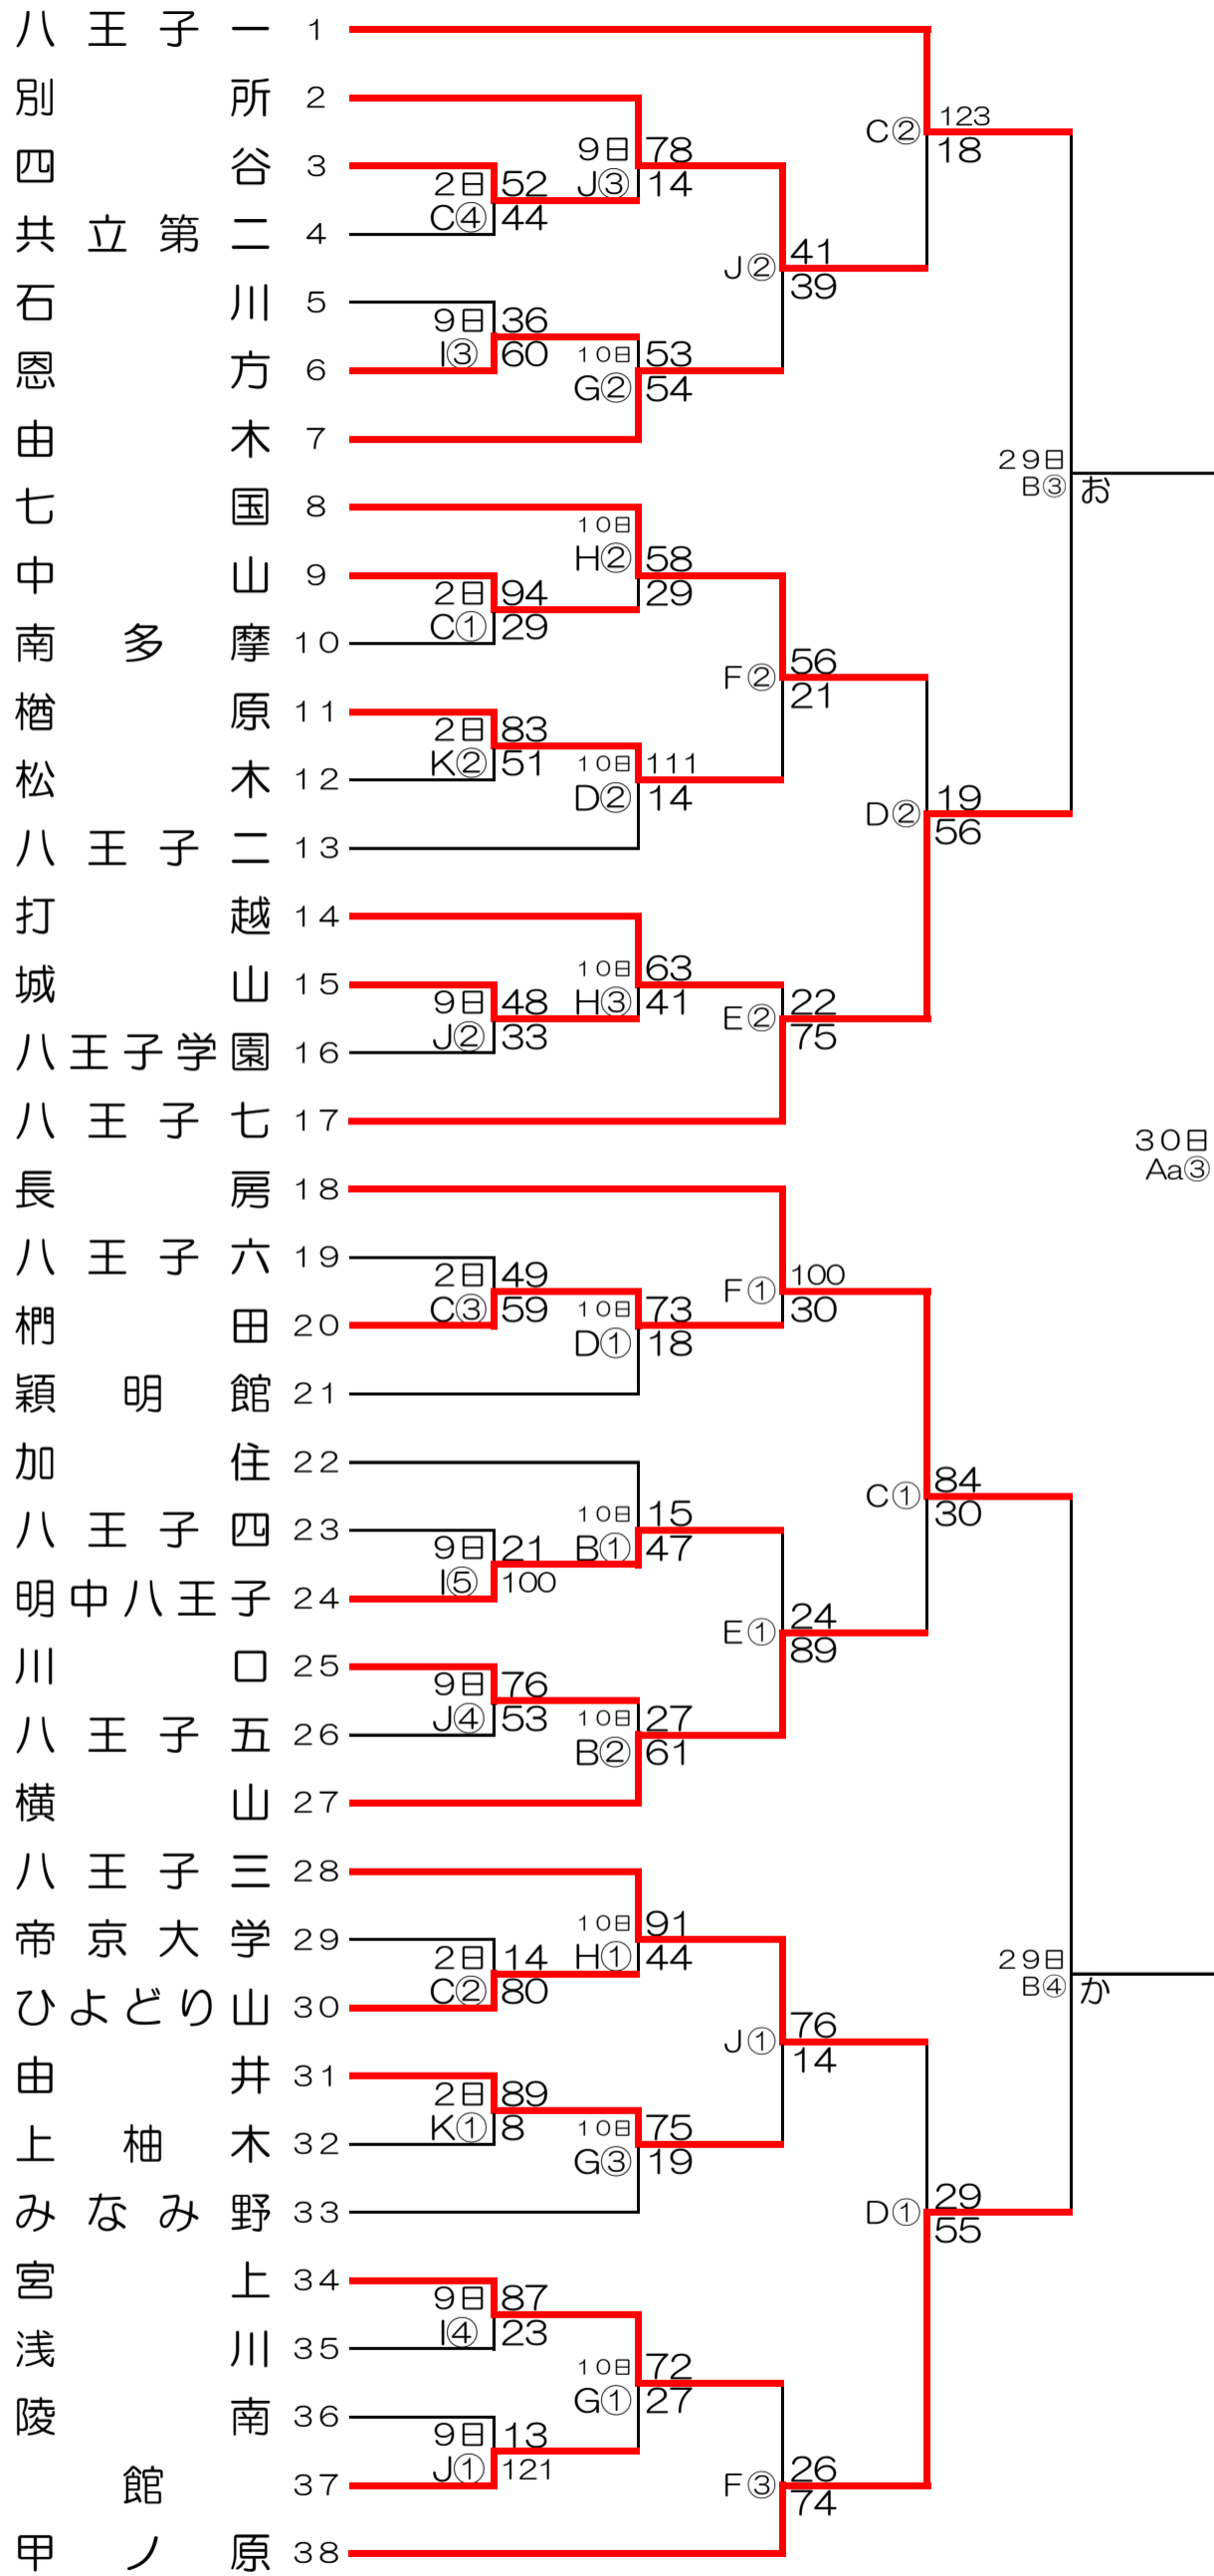 八王子一 1
C② 123
18
別所 2
9日 78
J③ 14
四谷 3
2日 52
C④ 44
共立第二 4
J② 41
39
石川 5
9日 36
I③ 60
恩方 6
10日 53
G② 54
由木 7
29日
B③ お
七国 8
10日
H② 58
29
中山 9
2日 94
C① 29
南多摩 10
F② 56
21
楢原 11
2日 83
K② 51
松木 12
10日 111
D② 14
D② 19
56
八王子二 13
打越 14
10日 63
H③ 41
城山 15
9日 48
J② 33
E② 22
75
八王子学園 16
八王子七 17
30日
Aa③
長房 18
八王子六 19
2日 49
C③ 59
F① 100
30
椚田 20
10日 73
D① 18
穎明館 21
加住 22
C① 84
30
10日 15
B① 47
八王子四 23
9日 21
I⑤ 100
明中八王子 24
E① 24
89
川口 25
9日 76
J④ 53
八王子五 26
10日 27
B② 61
横山 27
八王子三 28
10日 91
H① 44
帝京大学 29
2日 14
C② 80
29日
B④ か
ひよどり山 30
J① 76
14
由井 31
2日 89
K① 8
上柚木 32
10日 75
G③ 19
みなみ野 33
D① 29
55
宮上 34
9日 87
I④ 23
浅川 35
10日 72
G① 27
陵南 36
9日 13
J① 121
館 37
F③ 26
74
甲ノ原 38